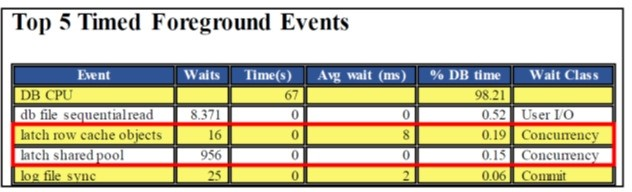 Top 5 Timed Foreground Events
Event Waits Time(s) Avg wait (ms) % DB time Wait Class
DB CPU 67 98.21
db file sequentialread 8.371 0 0 0.52 User I/O
latch row cache objects 16 0 8 0.19 Concurrency
latch shared pool 956 0 0 0.15 Concurrency
log file sync 25 0 2 0.06 Commit